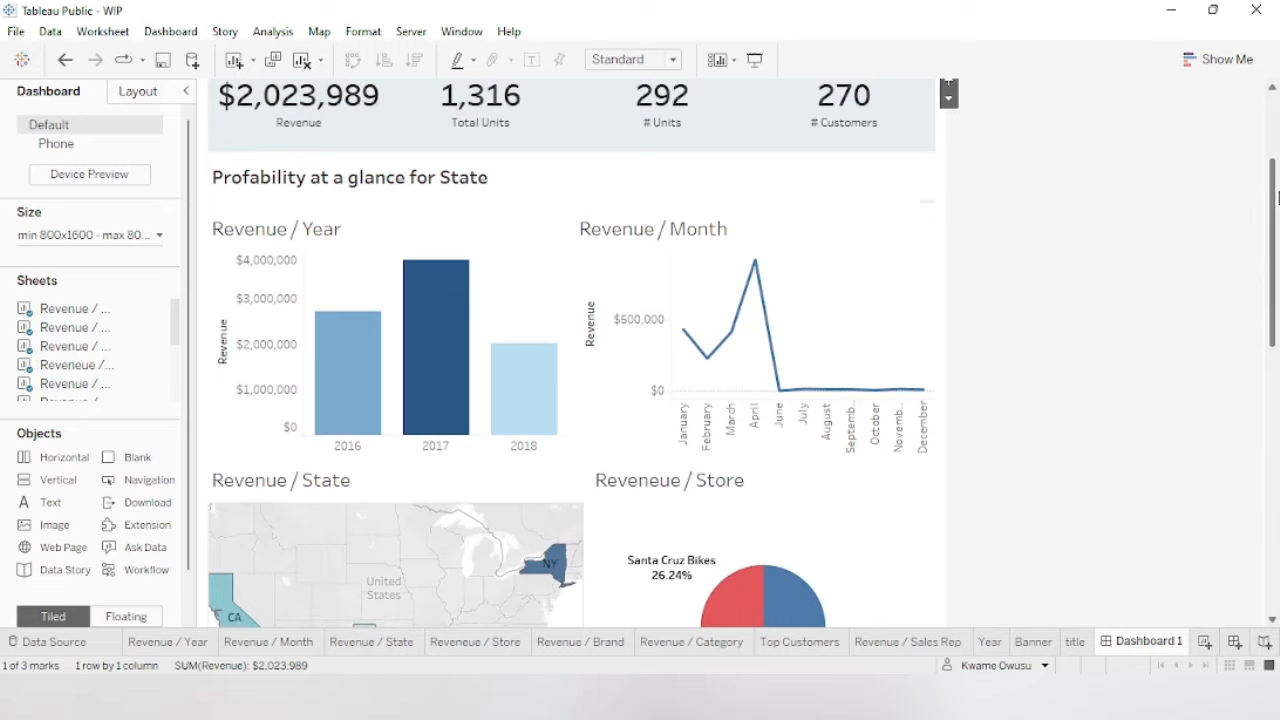 Tableau Public - WIP
File Data Worksheet Dashboard Story Analysis Map Format Server Window Help
Standard Show Me
Dashboard Layout
Default
Phone
Device Preview
Size
min 800x1600 - max 80...
Sheets
Revenue / ...
Revenue / ...
Revenue / ...
Reveneue /...
Revenue / ...
Objects
Horizontal Blank
Vertical Navigation
Text Download
Image Extension
Web Page Ask Data
Data Story Workflow
Tiled Floating
$2,023,989 1,316 292 270
Revenue Total Units # Units # Customers
Profability at a glance for State
Revenue / Year
$4,000,000
$3,000,000
$2,000,000
$1,000,000
$0
Revenue
2016 2017 2018
Revenue / Month
Revenue
$500,000
$0
January February March April June July August Septemb.. October Novemb.. December
Revenue / State
United
States
NY
CA
Reveneue / Store
Santa Cruz Bikes
26.24%
Data Source Revenue / Year Revenue / Month Revenue / State Reveneue / Store Revenue / Brand Revenue / Category Top Customers Revenue / Sales Rep Year Banner title Dashboard 1
1 of 3 marks 1 row by 1 column SUM(Revenue): $2,023,989 Kwame Owusu